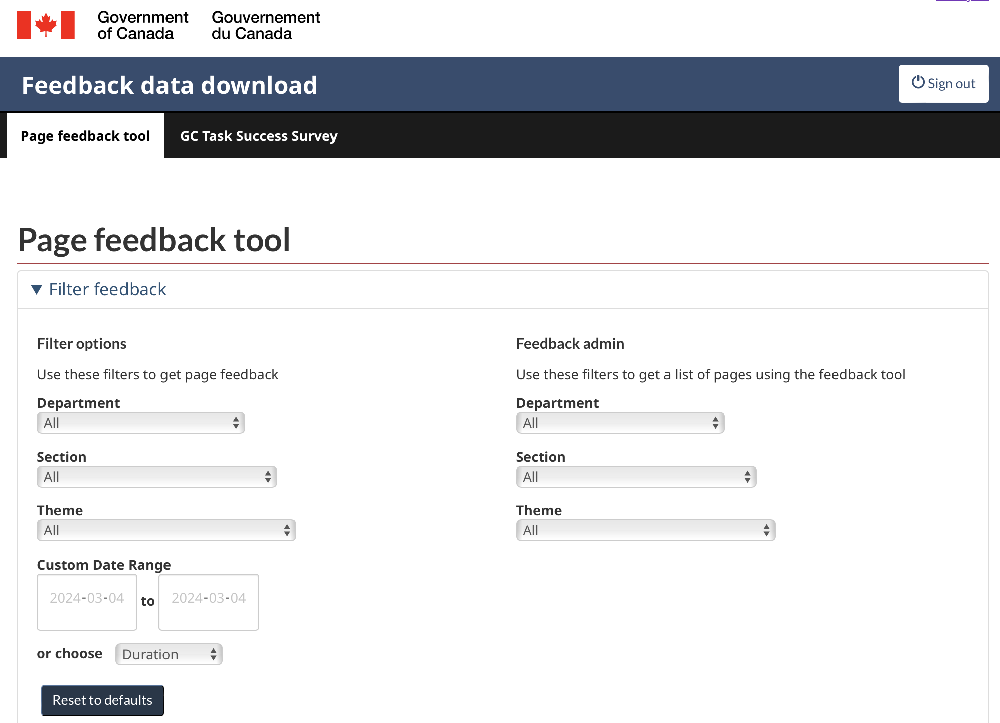 Government Gouvernement
of Canada du Canada
Feedback data download
Sign out
Page feedback tool GC Task Success Survey
Page feedback tool
▼ Filter feedback
Filter options
Use these filters to get page feedback
Department
All
Section
All
Theme
All
Custom Date Range
2024-03-04 to 2024-03-04
or choose Duration
Reset to defaults
Feedback admin
Use these filters to get a list of pages using the feedback tool
Department
All
Section
All
Theme
All